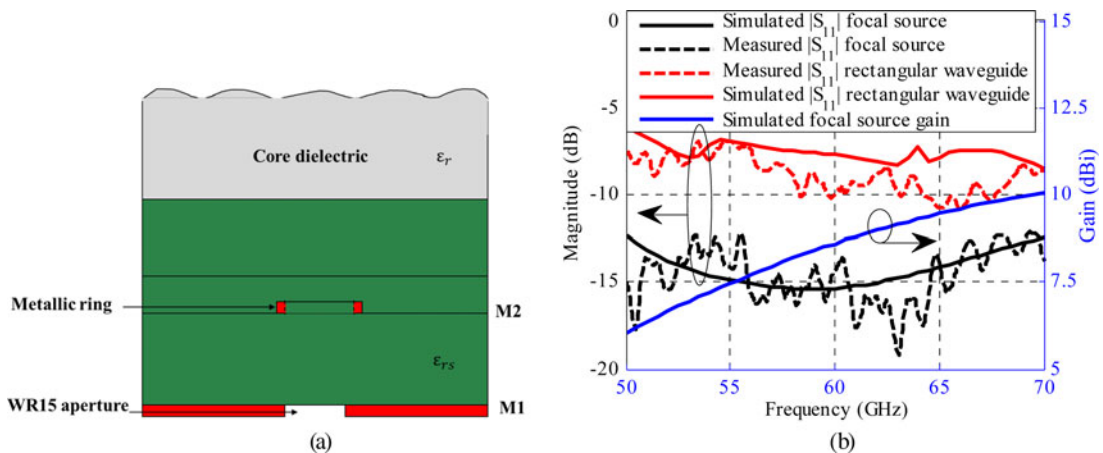 Core dielectric
εr
Metallic ring
M2
εrs
WR15 aperture
M1
(a)
Simulated |S11| focal source
Measured |S11| focal source
Measured |S11| rectangular waveguide
Simulated |S11| rectangular waveguide
Simulated focal source gain
0
-5
-10
-15
-20
Magnitude (dB)
50
55
60
65
70
Frequency (GHz)
15
12.5
10
7.5
5
Gain (dBi)
(b)